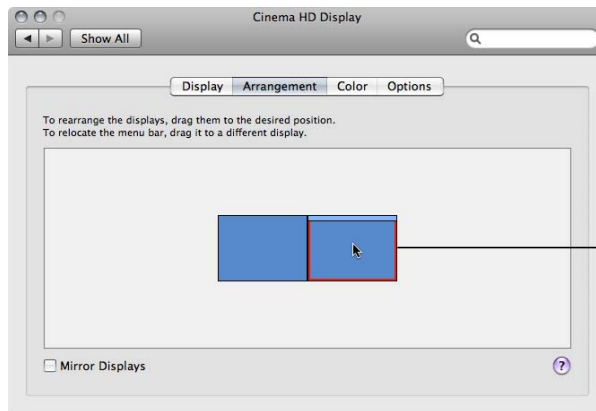 Cinema HD Display
Show All
Display Arrangement Color Options
To rearrange the displays, drag them to the desired position.
To relocate the menu bar, drag it to a different display.
Mirror Displays
?